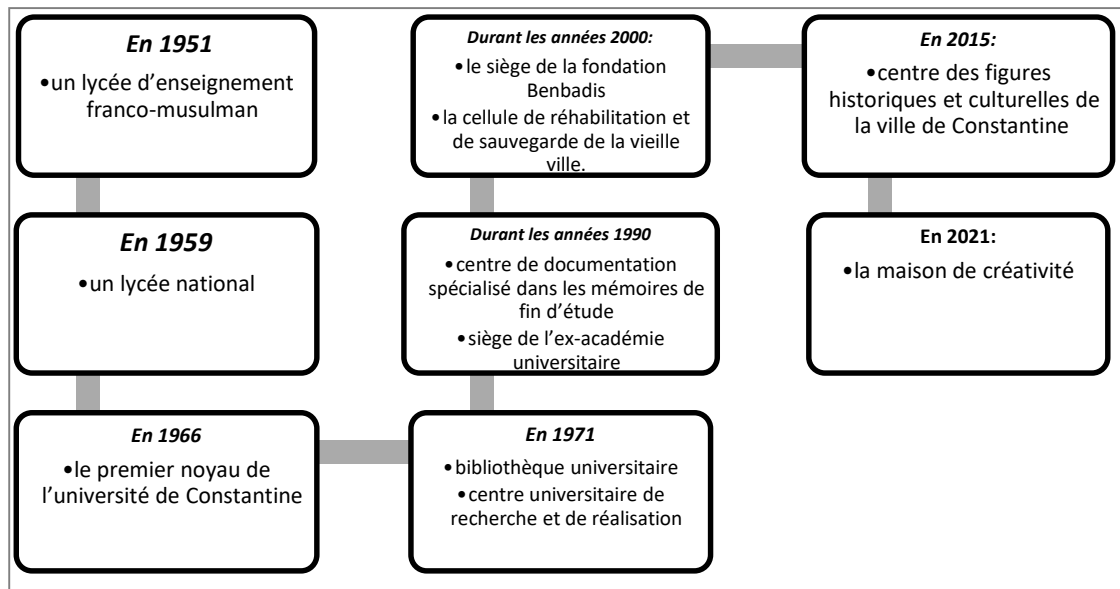 En 1951
•un lycée d’enseignement
franco-musulman
En 1959
•un lycée national
En 1966
•le premier noyau de
l’université de Constantine
En 1971
•bibliothèque universitaire
•centre universitaire de
recherche et de réalisation
Durant les années 1990
•centre de documentation
spécialisé dans les mémoires de
fin d’étude
•siège de l’ex-académie
universitaire
Durant les années 2000:
•le siège de la fondation
Benbadis
•la cellule de réhabilitation et
de sauvegarde de la vieille
ville.
En 2015:
•centre des figures
historiques et culturelles de
la ville de Constantine
En 2021:
•la maison de créativité